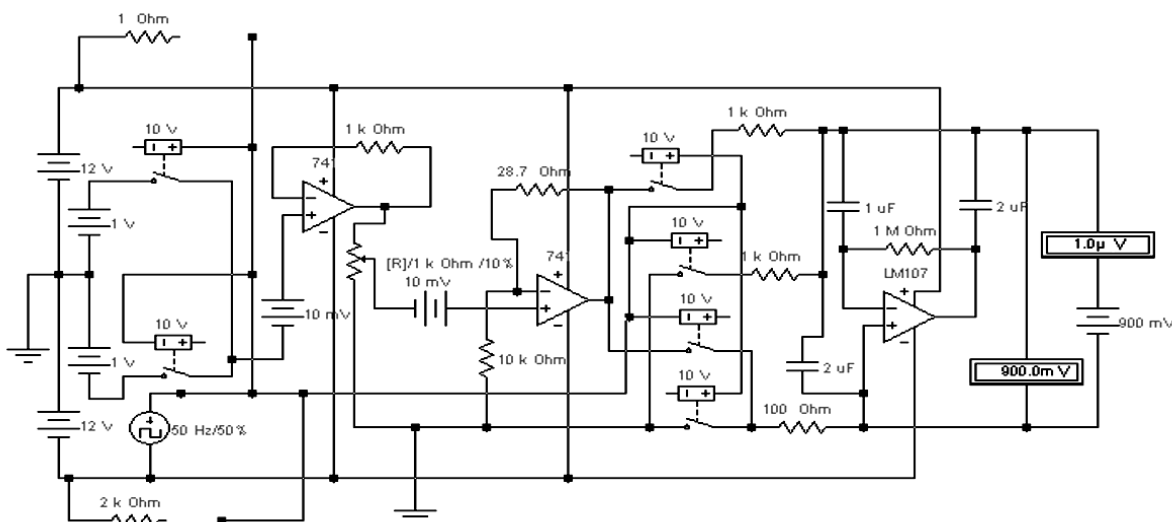 1 Ohm
10 V
1 k Ohm
10 V
1 k Ohm
12 V
741
28.7 Ohm
1 V
10 V
1 uF
2 uF
1 k Ohm
1 M Ohm
1.0µ V
[R]/1 k Ohm /10%
10 mV
741
LM107
10 V
10 mV
10 V
900 mV
1 V
10 k Ohm
2 uF
900.0m V
10 V
12 V
50 Hz/50%
100 Ohm
2 k Ohm